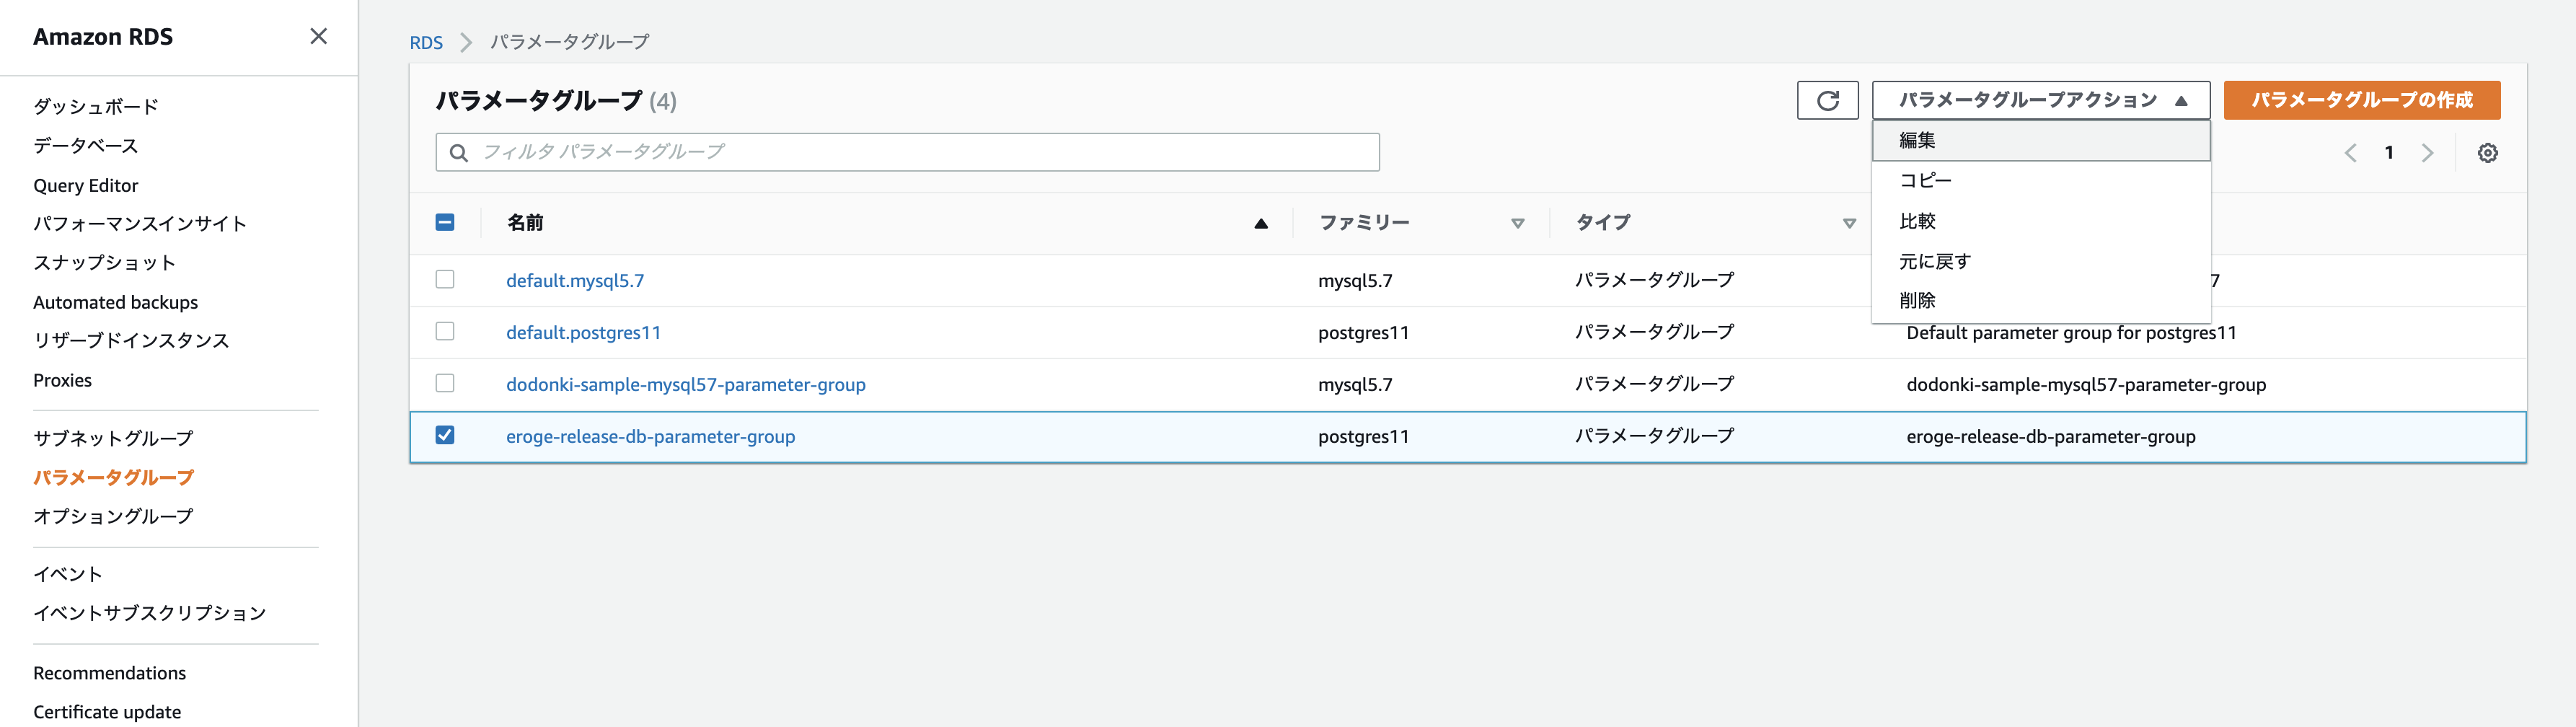 Amazon RDS
ダッシュボード
データベース
Query Editor
パフォーマンスインサイト
スナップショット
Automated backups
リザーブドインスタンス
Proxies
サブネットグループ
パラメータグループ
オプショングループ
イベント
イベントサブスクリプション
Recommendations
Certificate update
RDS パラメータグループ
パラメータグループ (4)
パラメータグループアクション
パラメータグループの作成
フィルタ パラメータグループ
編集
コピー
比較
元に戻す
削除
1
名前 ファミリー タイプ
default.mysql5.7 mysql5.7 パラメータグループ 7
default.postgres11 postgres11 パラメータグループ Default parameter group for postgres11
dodonki-sample-mysql57-parameter-group mysql5.7 パラメータグループ dodonki-sample-mysql57-parameter-group
eroge-release-db-parameter-group postgres11 パラメータグループ eroge-release-db-parameter-group